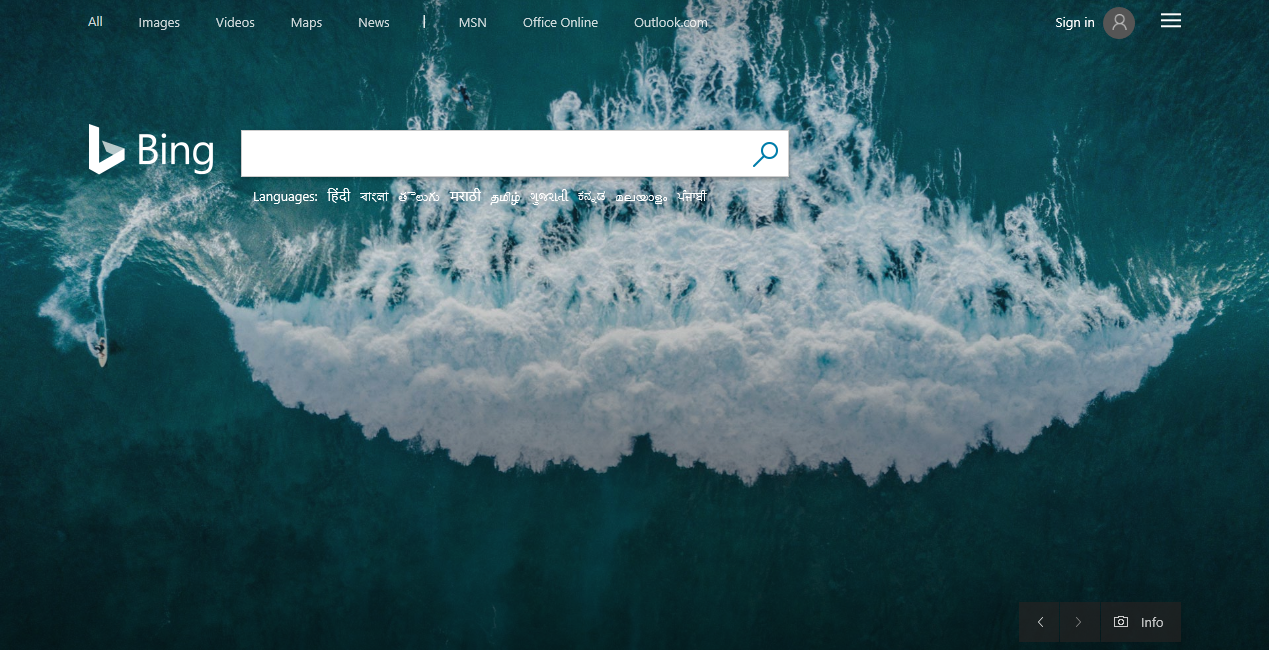 All Images Videos Maps News | MSN Office Online Outlook.com Sign in
Bing
Languages: हिंदी বাংলা తెలుగు मराठी தமிழ் ગુજરાતી ಕನ್ನಡ മലയാളം ਪੰਜਾਬੀ
Info